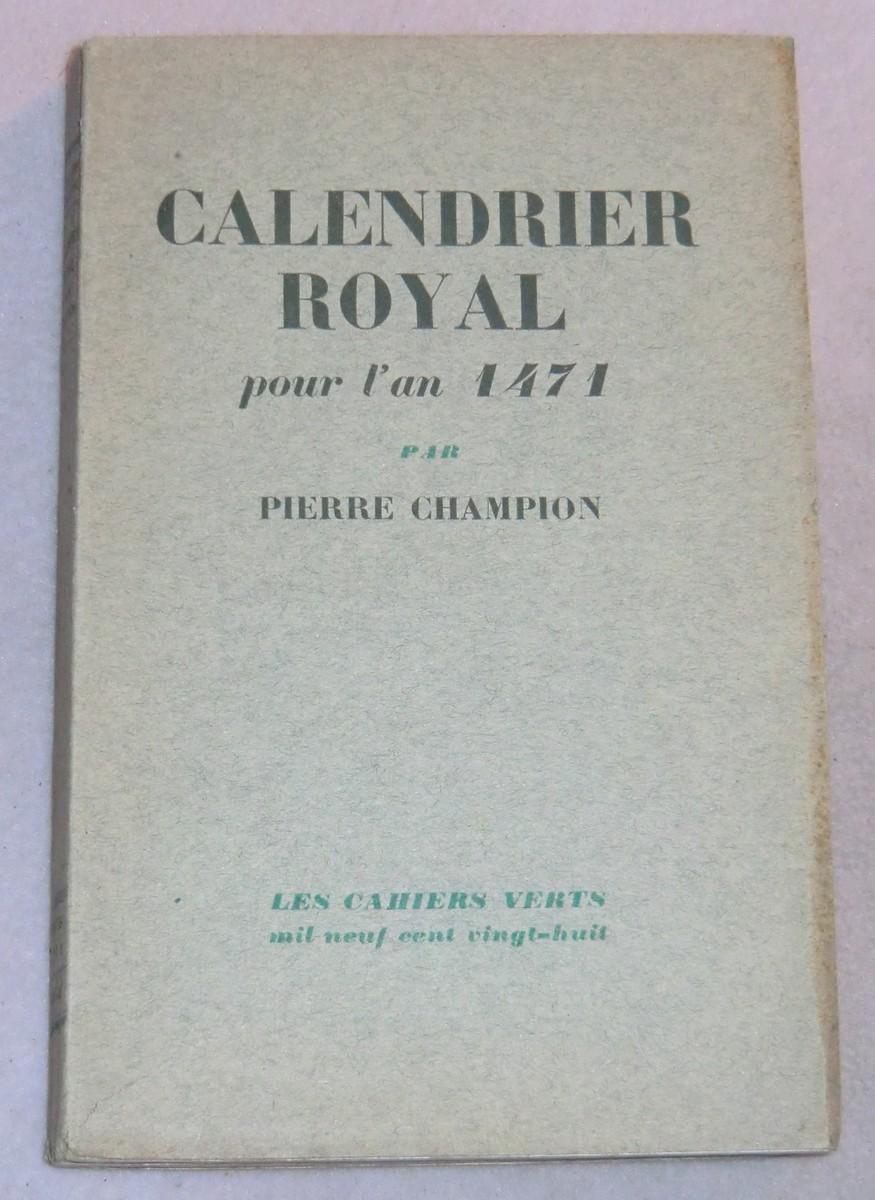 CALENDRIER
ROYAL
pour l'an 1471
PAR
PIERRE CHAMPION
LES CAHIERS VERTS
mil neuf cent vingt-huit